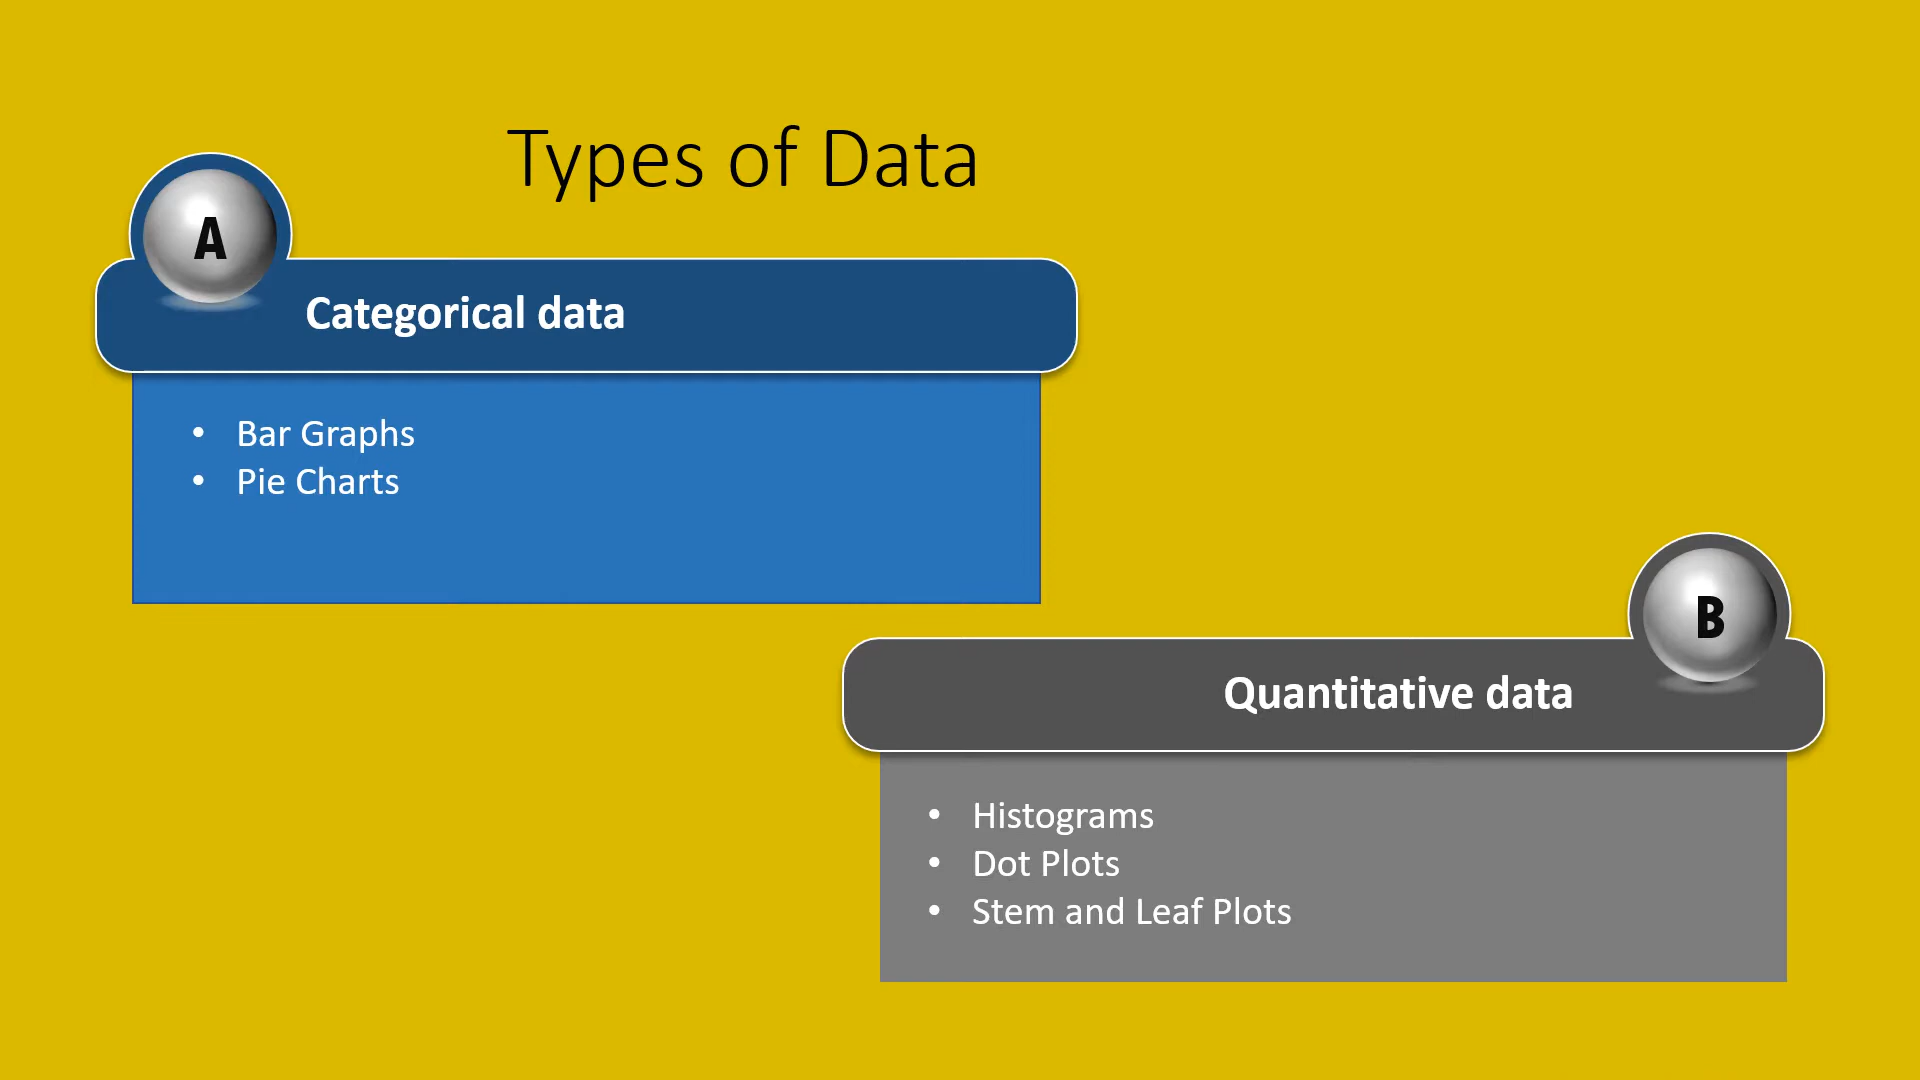 Types of Data
A
Categorical data
• Bar Graphs
• Pie Charts
B
Quantitative data
• Histograms
• Dot Plots
• Stem and Leaf Plots